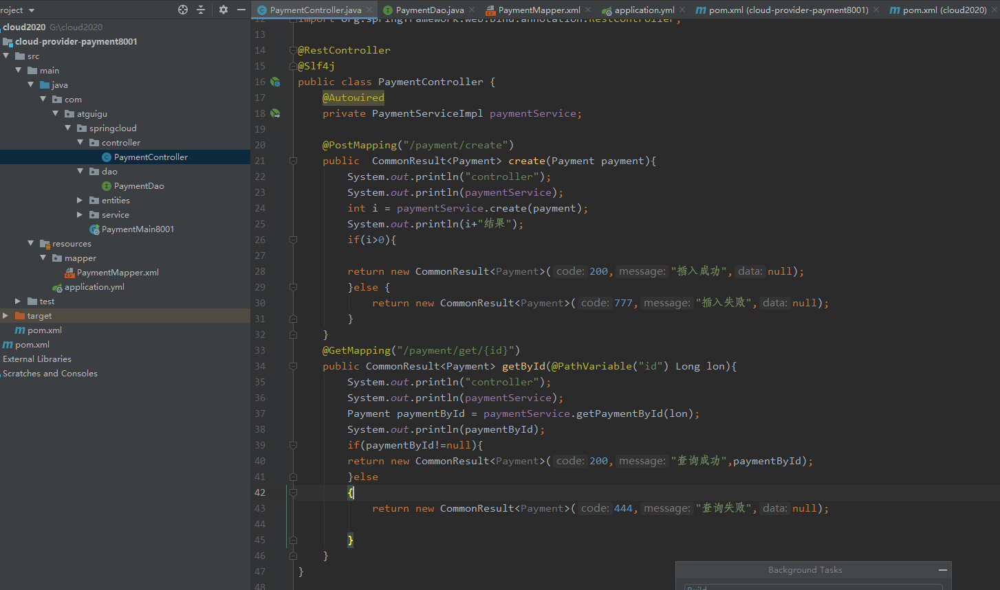 roject
cloud2020 G:\cloud2020
cloud-provider-payment8001
src
main
java
com
atguigu
springcloud
controller
PaymentController
dao
PaymentDao
entities
service
PaymentMain8001
resources
mapper
PaymentMapper.xml
application.yml
test
target
pom.xml
pom.xml
External Libraries
Scratches and Consoles
PaymentController.java
PaymentDao.java
PaymentMapper.xml
application.yml
pom.xml (cloud-provider-payment8001)
pom.xml (cloud2020)
12 import org.springframework.web.bind.annotation.RestController;
13
14 @RestController
15 @Slf4j
16 public class PaymentController {
17 @Autowired
18 private PaymentServiceImpl paymentService;
19
20 @PostMapping("/payment/create")
21 public CommonResult<Payment> create(Payment payment){
22 System.out.println("controller");
23 System.out.println(paymentService);
24 int i = paymentService.create(payment);
25 System.out.println(i+"结果");
26 if(i>0){
27
28 return new CommonResult<Payment>( code: 200, message: "插入成功", data: null);
29 }else {
30 return new CommonResult<Payment>( code: 777, message: "插入失败", data: null);
31 }
32 }
33 @GetMapping("/payment/get/{id}")
34 public CommonResult<Payment> getById(@PathVariable("id") Long lon){
35 System.out.println("controller");
36 System.out.println(paymentService);
37 Payment paymentById = paymentService.getPaymentById(lon);
38 System.out.println(paymentById);
39 if(paymentById!=null){
40 return new CommonResult<Payment>( code: 200, message: "查询成功",paymentById);
41 }else
42 {
43 return new CommonResult<Payment>( code: 444, message: "查询失败", data: null);
44
45 }
46 }
47 }
48
Background Tasks
Build